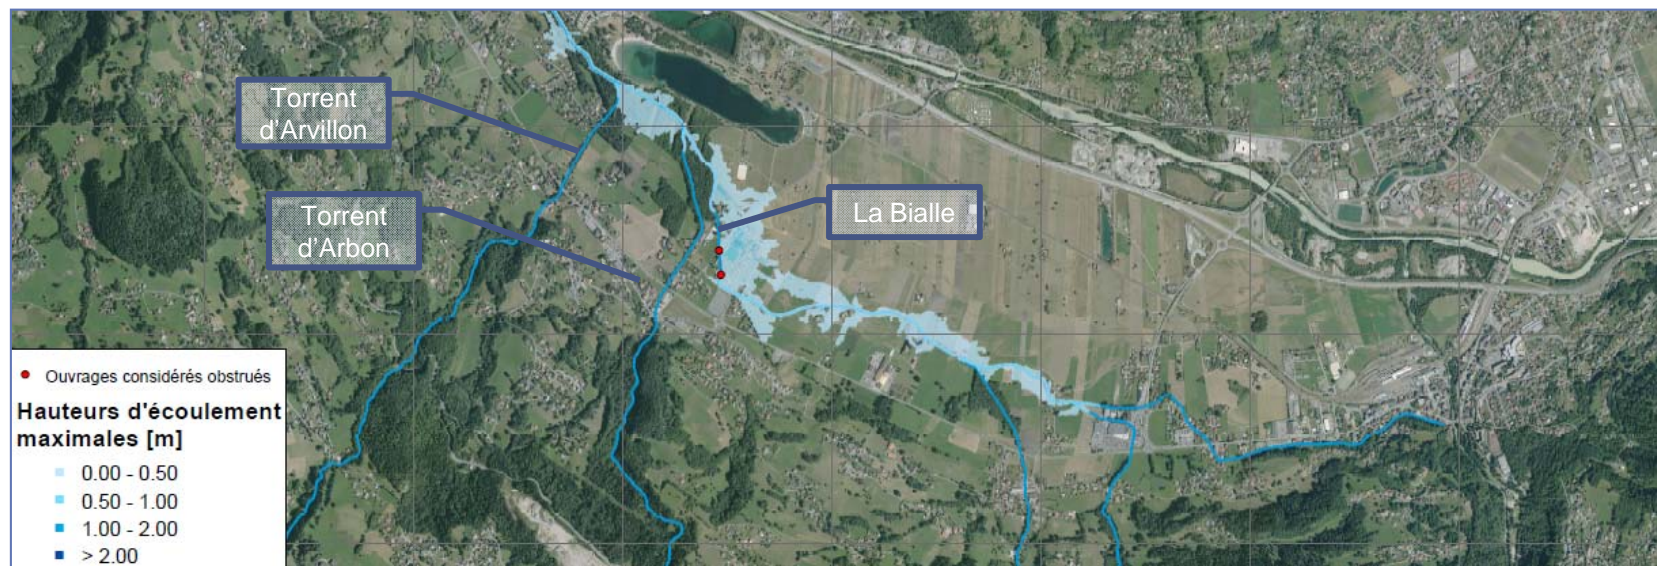 Torrent
d'Arvillon
Torrent
d'Arbon
La Bialle
Ouvrages considérés obstrués
Hauteurs d'écoulement
maximales [m]
0.00 - 0.50
0.50 - 1.00
1.00 - 2.00
> 2.00